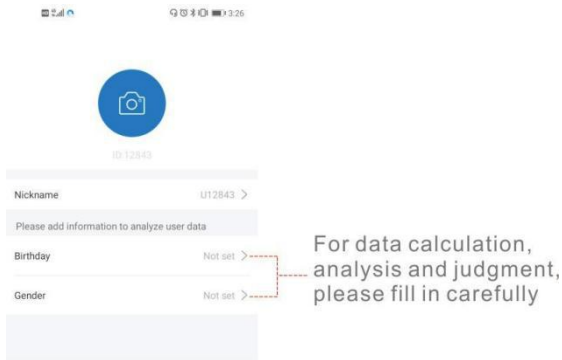 3:26
ID:12843
Nickname U12843
Please add information to analyze user data
Birthday Not set
Gender Not set
For data calculation,
analysis and judgment,
please fill in carefully